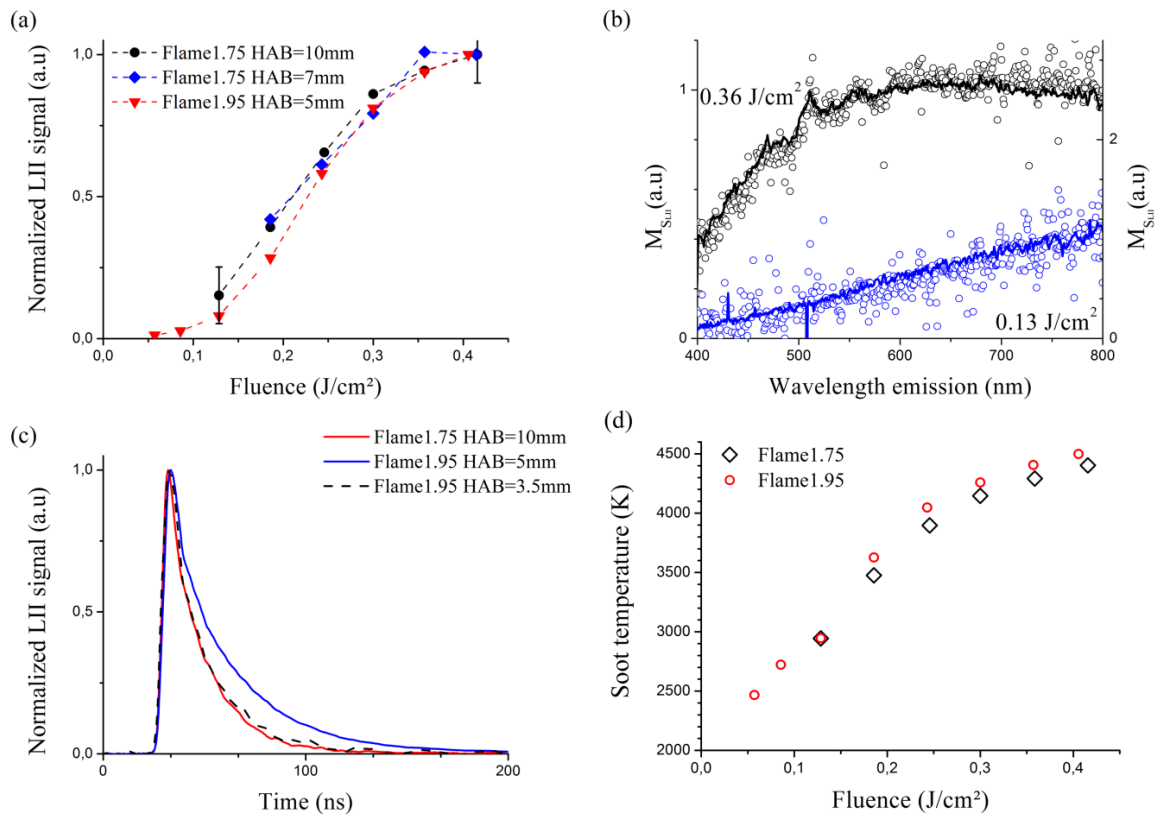 (a)
Flame1.75 HAB=10mm
Flame1.75 HAB=7mm
Flame1.95 HAB=5mm
1,0
0,5
0,0
Normalized LII signal (a.u)
0,0 0,1 0,2 0,3 0,4
Fluence (J/cm²)
(b)
0.36 J/cm²
0.13 J/cm²
1
0
2
0
M_SLII (a.u)
M_SLII (a.u)
400 500 600 700 800
Wavelength emission (nm)
(c)
Flame1.75 HAB=10mm
Flame1.95 HAB=5mm
Flame1.95 HAB=3.5mm
1,0
0,5
0,0
Normalized LII signal (a.u)
0 100 200
Time (ns)
(d)
Flame1.75
Flame1.95
4500
4000
3500
3000
2500
2000
Soot temperature (K)
0,0 0,1 0,2 0,3 0,4
Fluence (J/cm²)